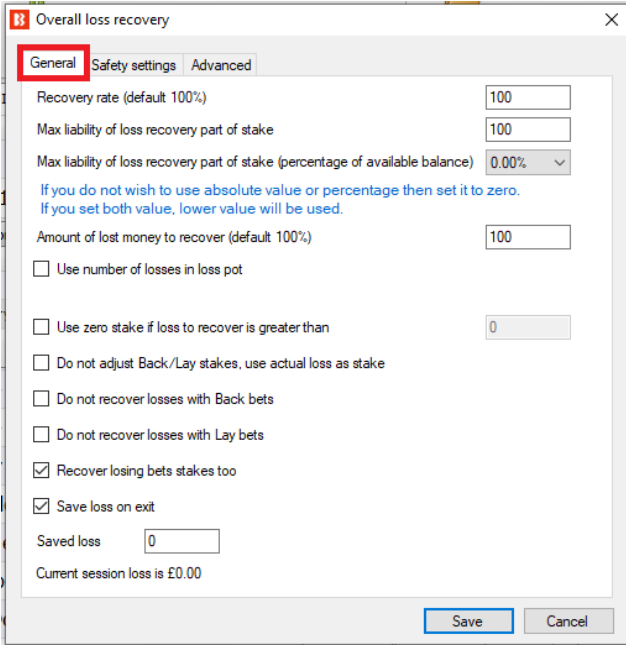 Overall loss recovery
General Safety settings Advanced
Recovery rate (default 100%) 100
Max liability of loss recovery part of stake 100
Max liability of loss recovery part of stake (percentage of available balance) 0.00%
If you do not wish to use absolute value or percentage then set it to zero.
If you set both value, lower value will be used.
Amount of lost money to recover (default 100%) 100
Use number of losses in loss pot
Use zero stake if loss to recover is greater than 0
Do not adjust Back/Lay stakes, use actual loss as stake
Do not recover losses with Back bets
Do not recover losses with Lay bets
Recover losing bets stakes too
Save loss on exit
Saved loss 0
Current session loss is £0.00
Save Cancel